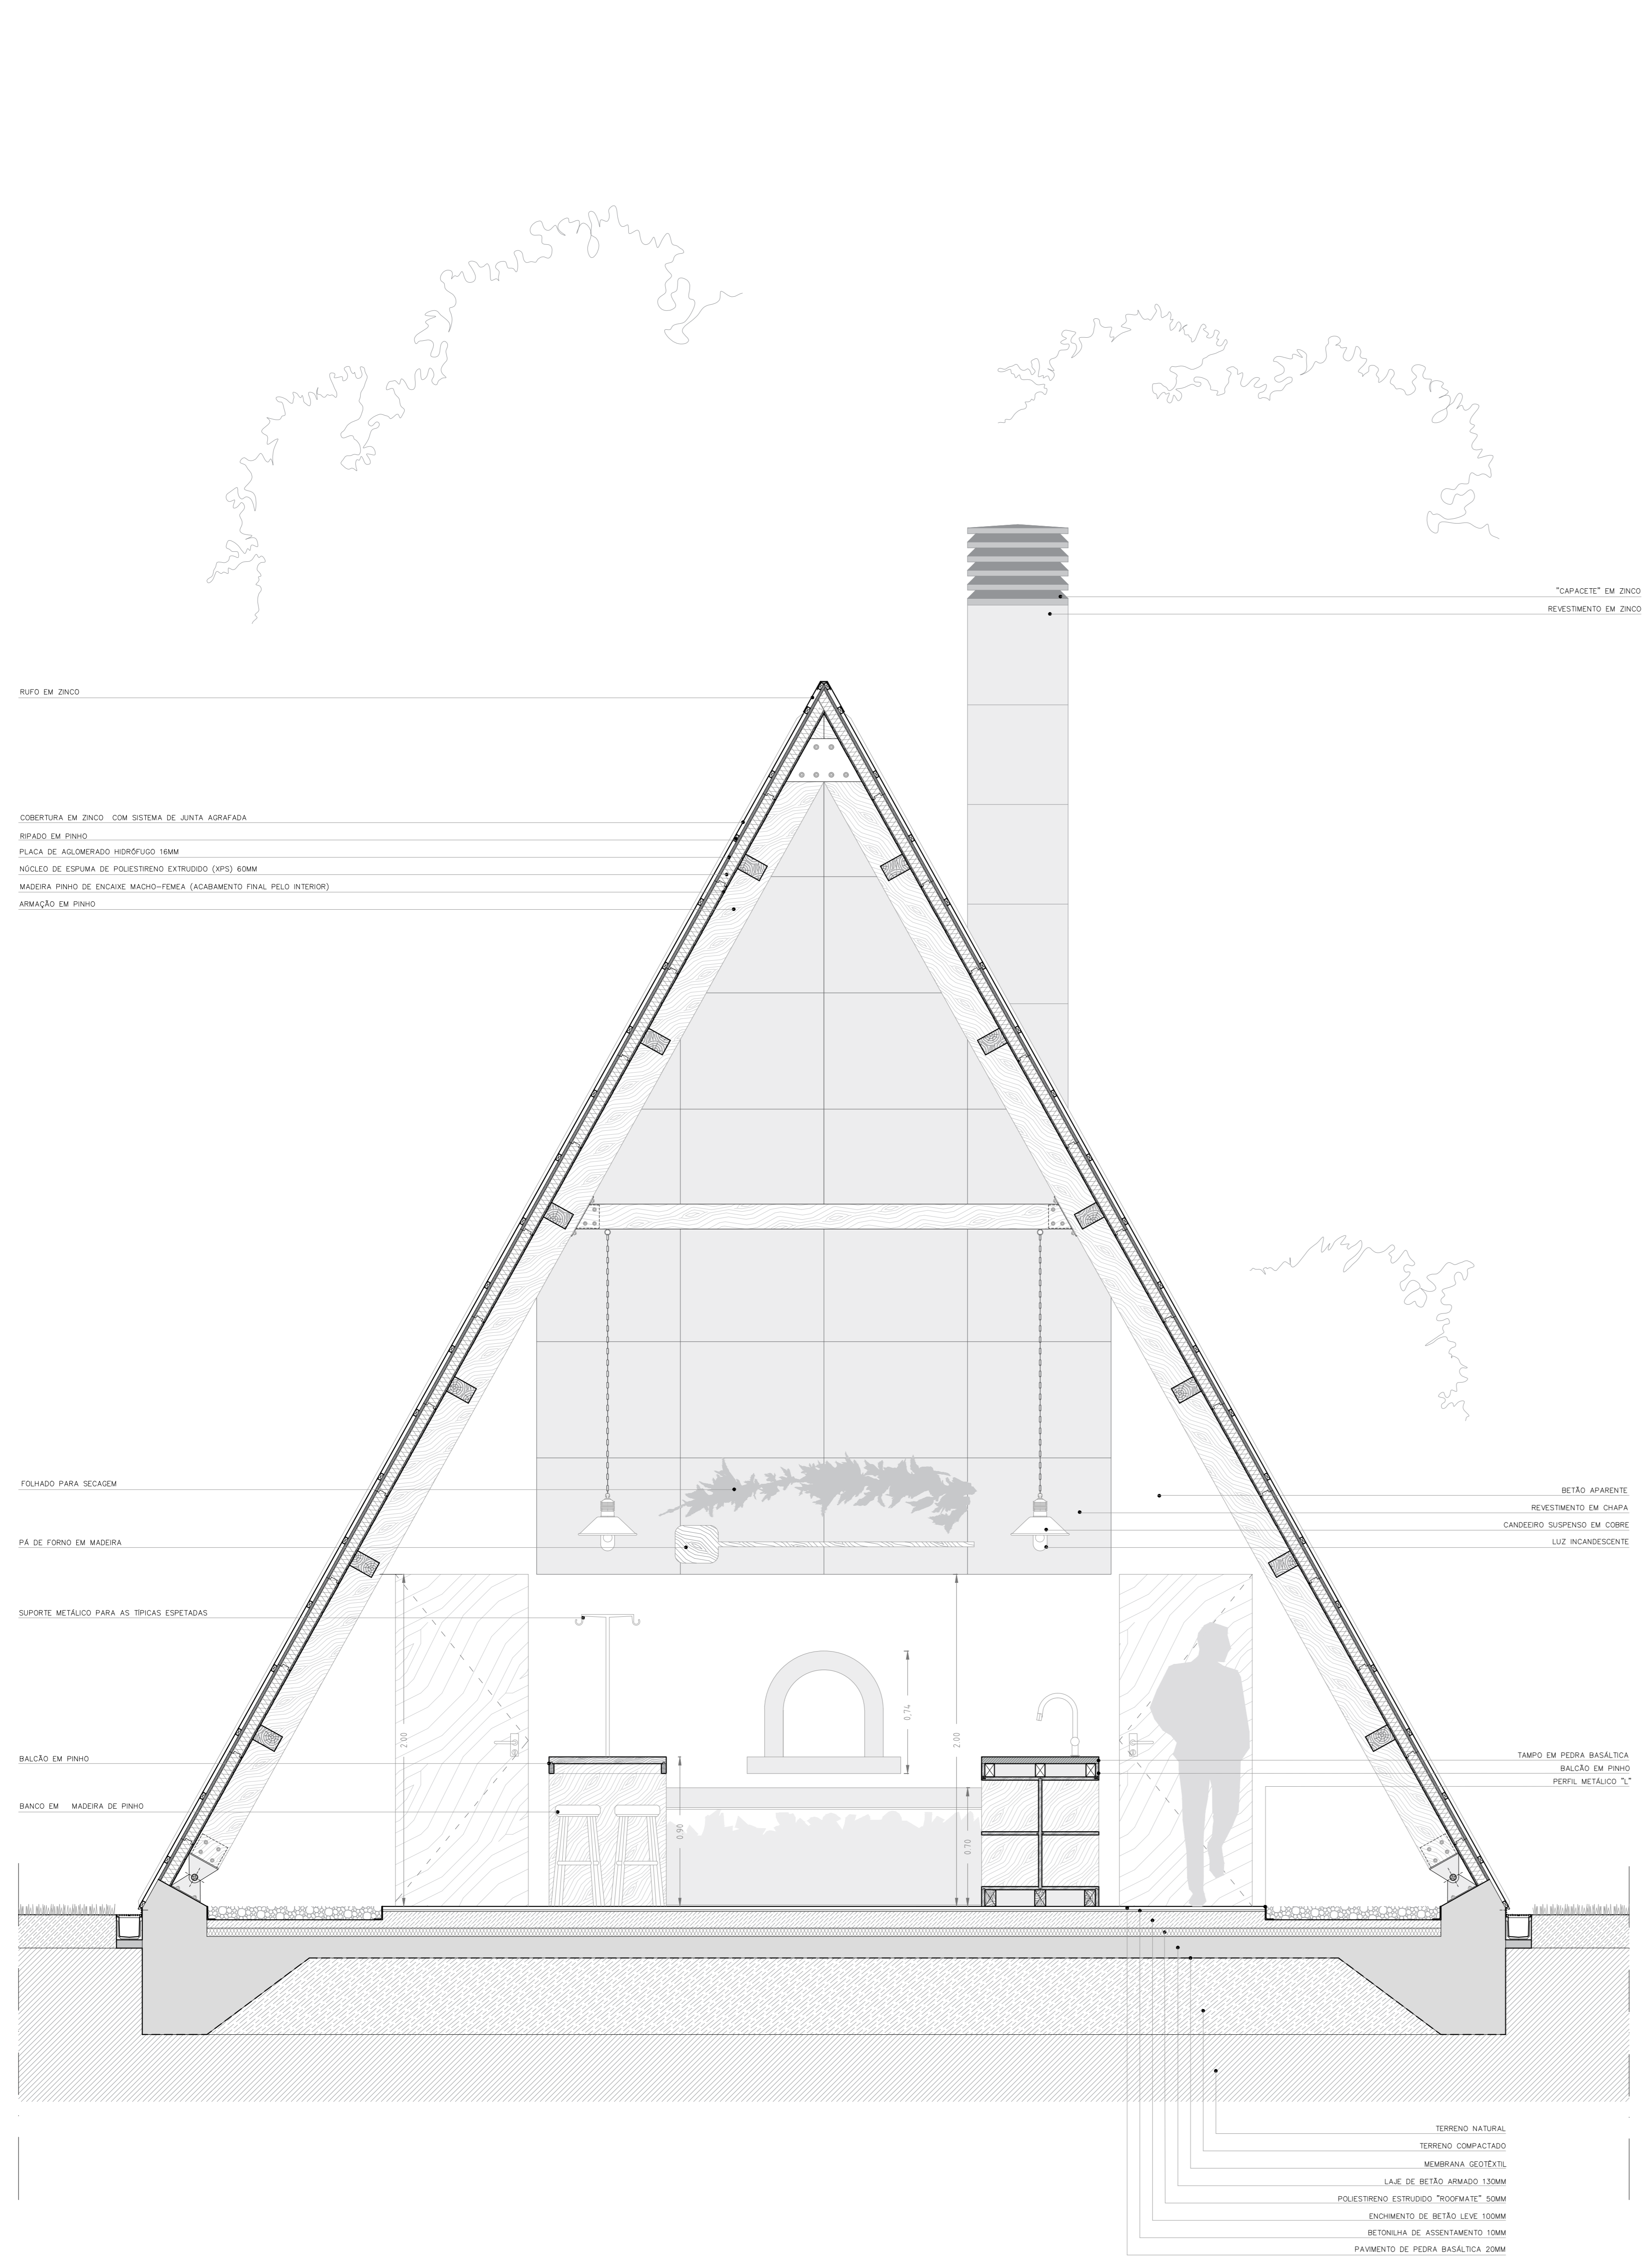 "CAPACETE" EM ZINCO
REVESTIMENTO EM ZINCO
RUFO EM ZINCO
COBERTURA EM ZINCO COM SISTEMA DE JUNTA AGRAFADA
RIPADO EM PINHO
PLACA DE AGLOMERADO HIDRÓFUGO 16MM
NÚCLEO DE ESPUMA DE POLIESTIRENO EXTRUDIDO (XPS) 60MM
MADEIRA PINHO DE ENCAIXE MACHO-FEMEA (ACABAMENTO FINAL PELO INTERIOR)
ARMAÇÃO EM PINHO
FOLHADO PARA SECAGEM
PÁ DE FORNO EM MADEIRA
SUPORTE METÁLICO PARA AS TÍPICAS ESPETADAS
BALCÃO EM PINHO
BANCO EM MADEIRA DE PINHO
BETÃO APARENTE
REVESTIMENTO EM CHAPA
CANDEEIRO SUSPENSO EM COBRE
LUZ INCANDESCENTE
2.00
0.90
0.74
2.00
0.70
TAMPO EM PEDRA BASÁLTICA
BALCÃO EM PINHO
PERFIL METÁLICO "L"
TERRENO NATURAL
TERRENO COMPACTADO
MEMBRANA GEOTÊXTIL
LAJE DE BETÃO ARMADO 130MM
POLIESTIRENO ESTRUDIDO "ROOFMATE" 50MM
ENCHIMENTO DE BETÃO LEVE 100MM
BETONILHA DE ASSENTAMENTO 10MM
PAVIMENTO DE PEDRA BASÁLTICA 20MM